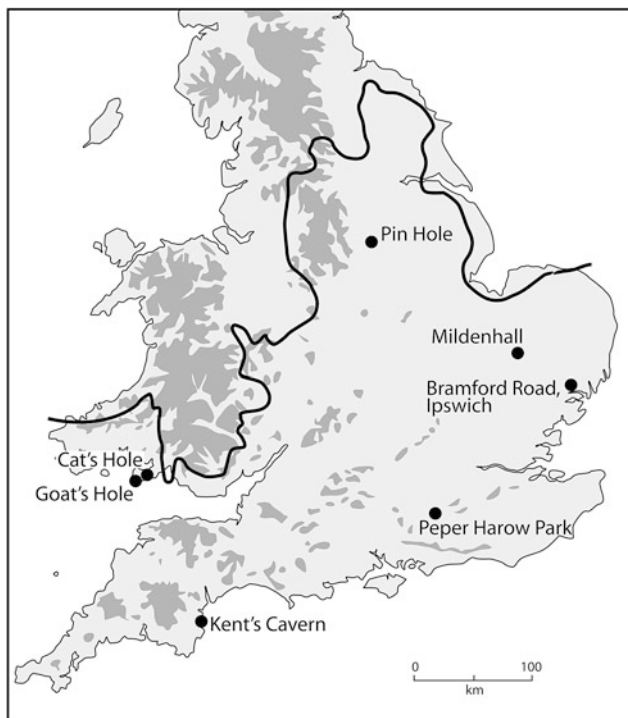 Pin Hole
Mildenhall
Bramford Road,
Ipswich
Cat's Hole
Goat's Hole
Peper Harow Park
Kent's Cavern
0 100
km